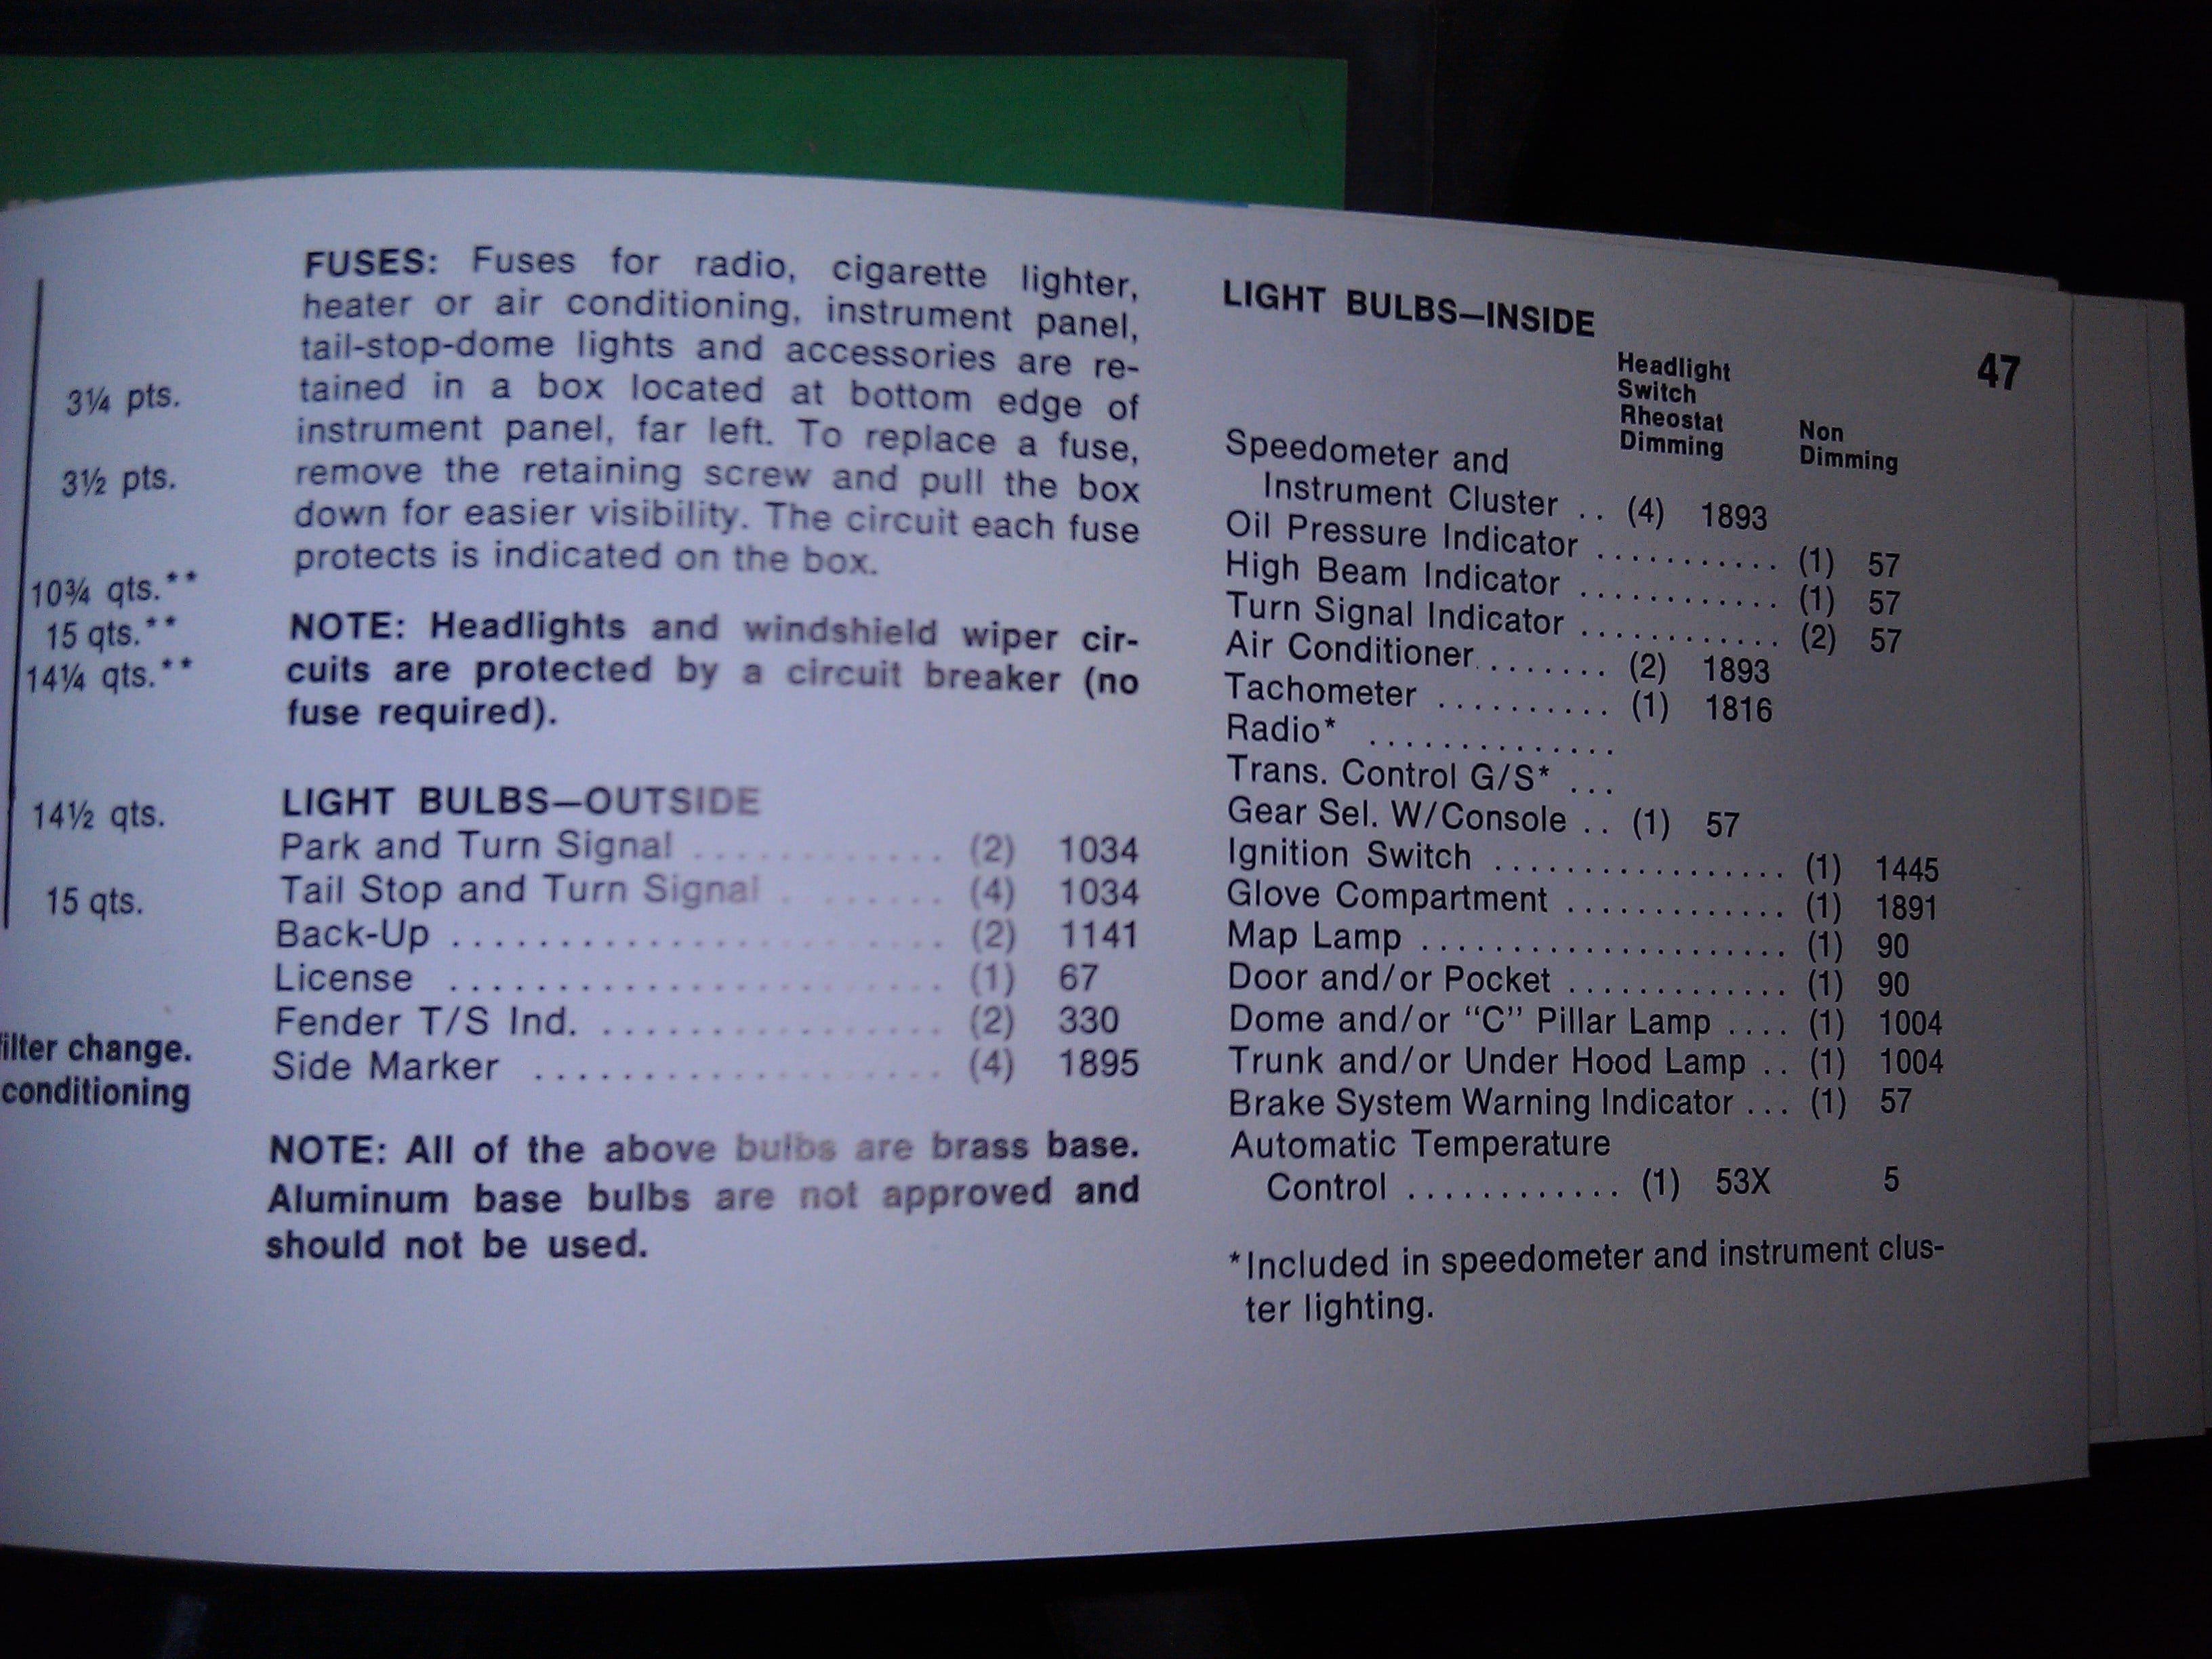 3¼ pts.
3½ pts.
10¾ qts.**
15 qts.**
14¼ qts.**
14½ qts.
15 qts.
filter change.
conditioning
FUSES: Fuses for radio, cigarette lighter,
heater or air conditioning, instrument panel,
tail-stop-dome lights and accessories are re-
tained in a box located at bottom edge of
instrument panel, far left. To replace a fuse,
remove the retaining screw and pull the box
down for easier visibility. The circuit each fuse
protects is indicated on the box.
NOTE: Headlights and windshield wiper cir-
cuits are protected by a circuit breaker (no
fuse required).
LIGHT BULBS—OUTSIDE
Park and Turn Signal ............ (2) 1034
Tail Stop and Turn Signal . ...... (4) 1034
Back-Up ....................... (2) 1141
License ....................... (1) 67
Fender T/S Ind. ................ (2) 330
Side Marker ................... (4) 1895
NOTE: All of the above bulbs are brass base.
Aluminum base bulbs are not approved and
should not be used.
LIGHT BULBS—INSIDE
47
Headlight
Switch
Rheostat Non
Dimming Dimming
Speedometer and
Instrument Cluster .. (4) 1893
Oil Pressure Indicator ........... (1) 57
High Beam Indicator ............ (1) 57
Turn Signal Indicator ............ (2) 57
Air Conditioner ........ (2) 1893
Tachometer .......... (1) 1816
Radio* ..............
Trans. Control G/S* ...
Gear Sel. W/Console .. (1) 57
Ignition Switch .................. (1) 1445
Glove Compartment ............. (1) 1891
Map Lamp ...................... (1) 90
Door and/or Pocket ............. (1) 90
Dome and/or “C” Pillar Lamp .... (1) 1004
Trunk and/or Under Hood Lamp .. (1) 1004
Brake System Warning Indicator ... (1) 57
Automatic Temperature
Control ............ (1) 53X 5
*Included in speedometer and instrument clus-
ter lighting.